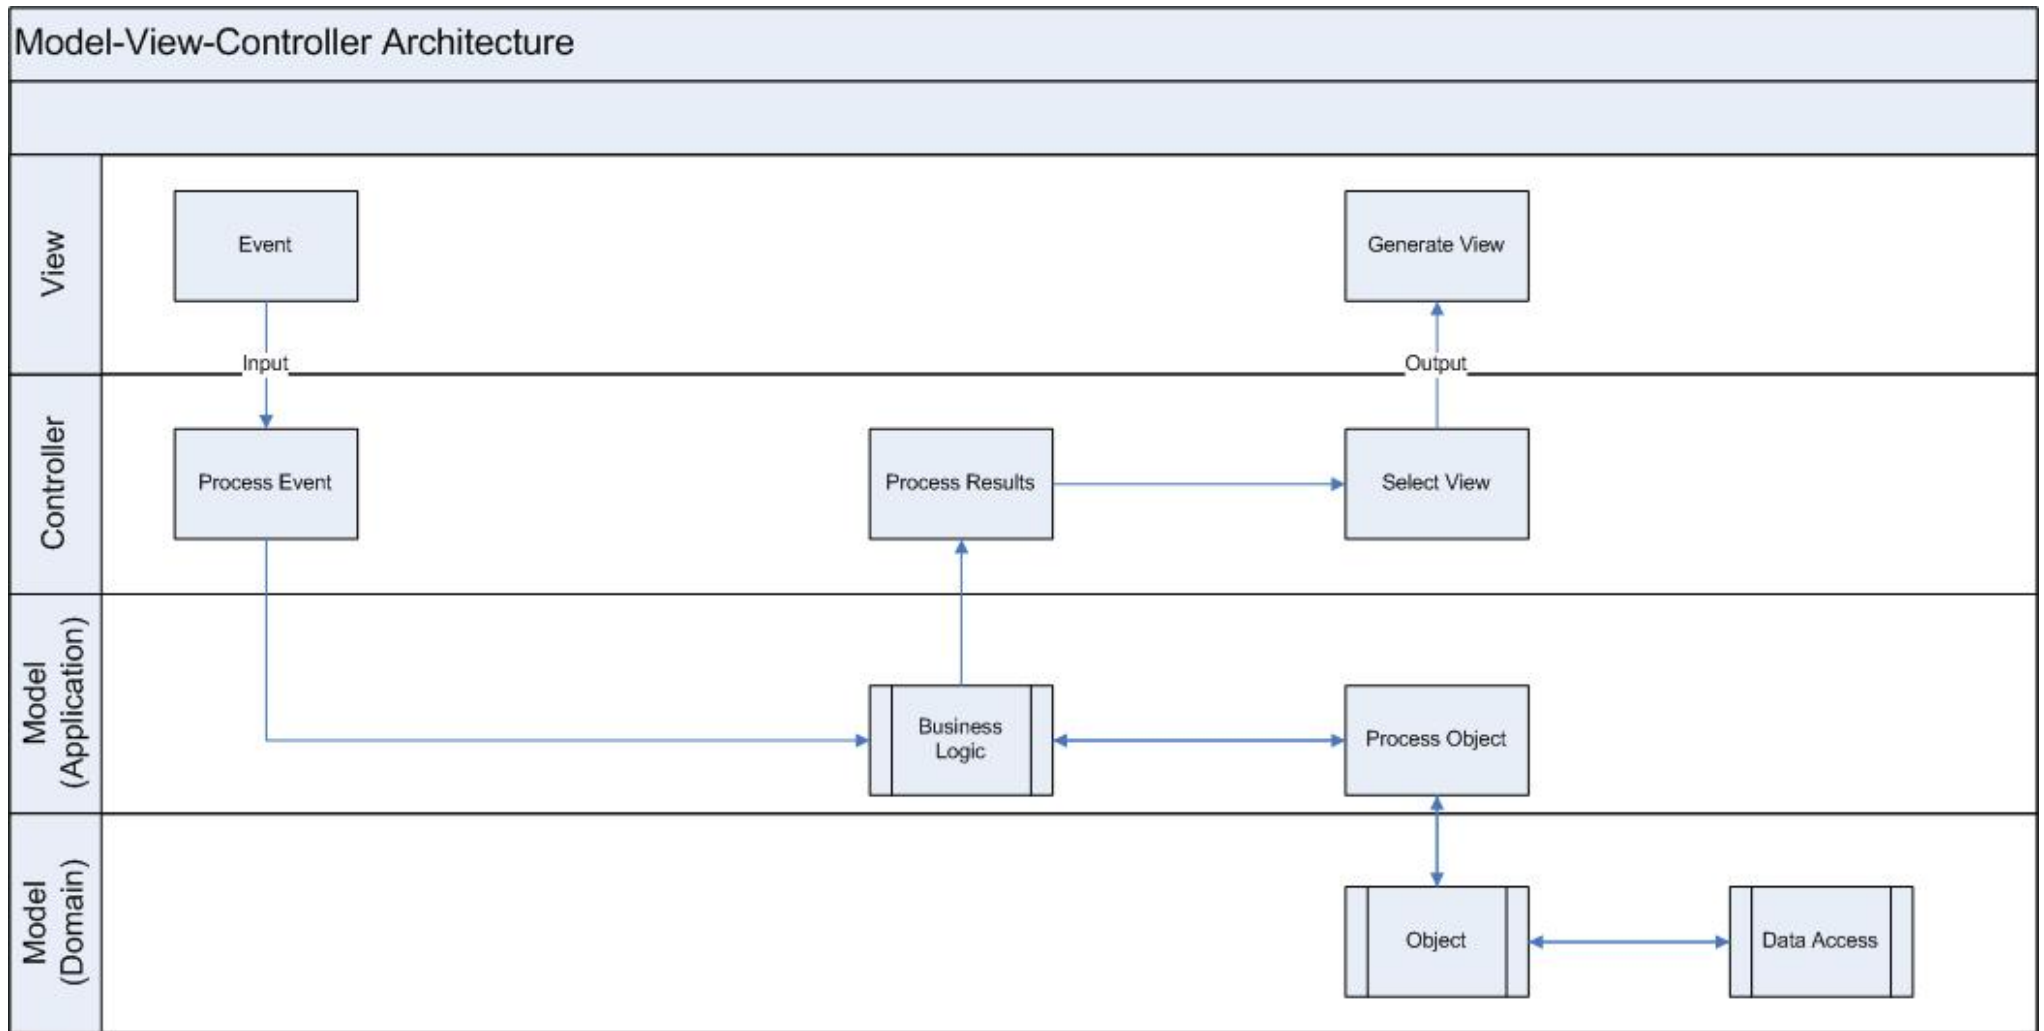 Model-View-Controller Architecture
View
Event
Generate View
Input
Output
Controller
Process Event
Process Results
Select View
Model
(Application)
Business
Logic
Process Object
Model
(Domain)
Object
Data Access